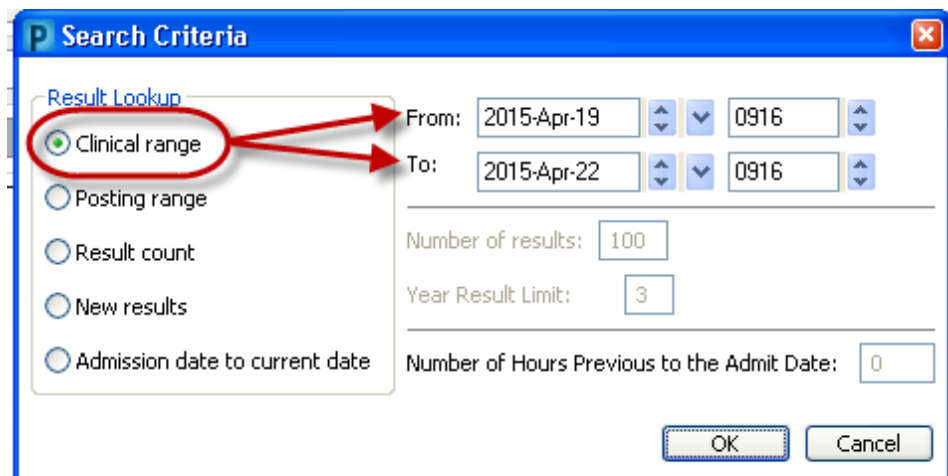 P Search Criteria
Result Lookup
Clinical range
Posting range
Result count
New results
Admission date to current date
From: 2015-Apr-19 0916
To: 2015-Apr-22 0916
Number of results: 100
Year Result Limit: 3
Number of Hours Previous to the Admit Date: 0
OK Cancel